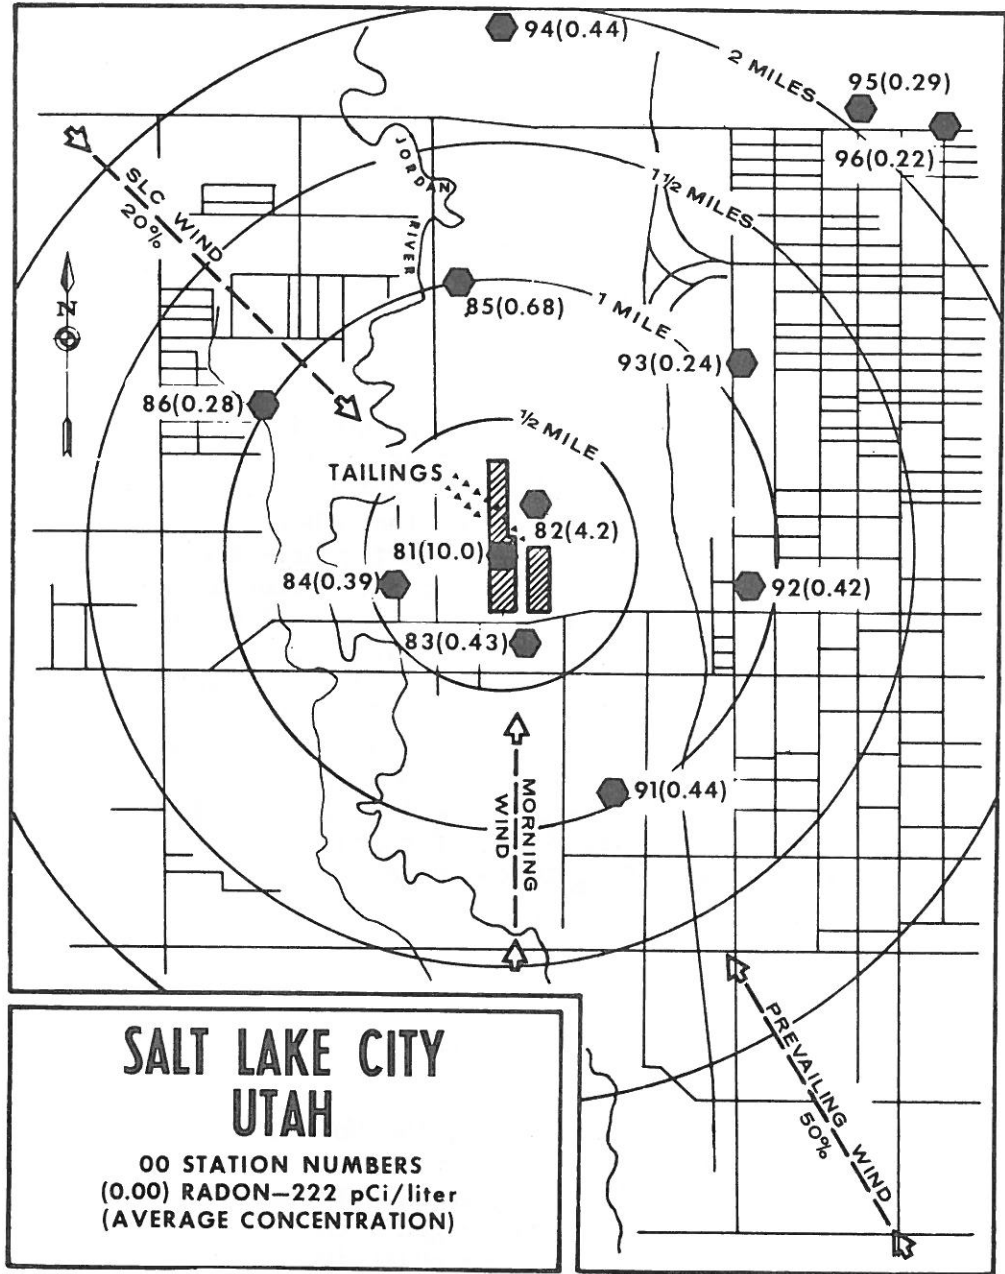 94(0.44)
2 MILES
95(0.29)
96(0.22)
JORDAN
RIVER
1 1/2 MILES
SLC WIND
20%
N
85(0.68)
1 MILE
93(0.24)
86(0.28)
1/2 MILE
TAILINGS
82(4.2)
81(10.0)
84(0.39)
92(0.42)
83(0.43)
91(0.44)
MORNING
WIND
PREVAILING WIND
50%
SALT LAKE CITY
UTAH
00 STATION NUMBERS
(0.00) RADON—222 pCi/liter
(AVERAGE CONCENTRATION)